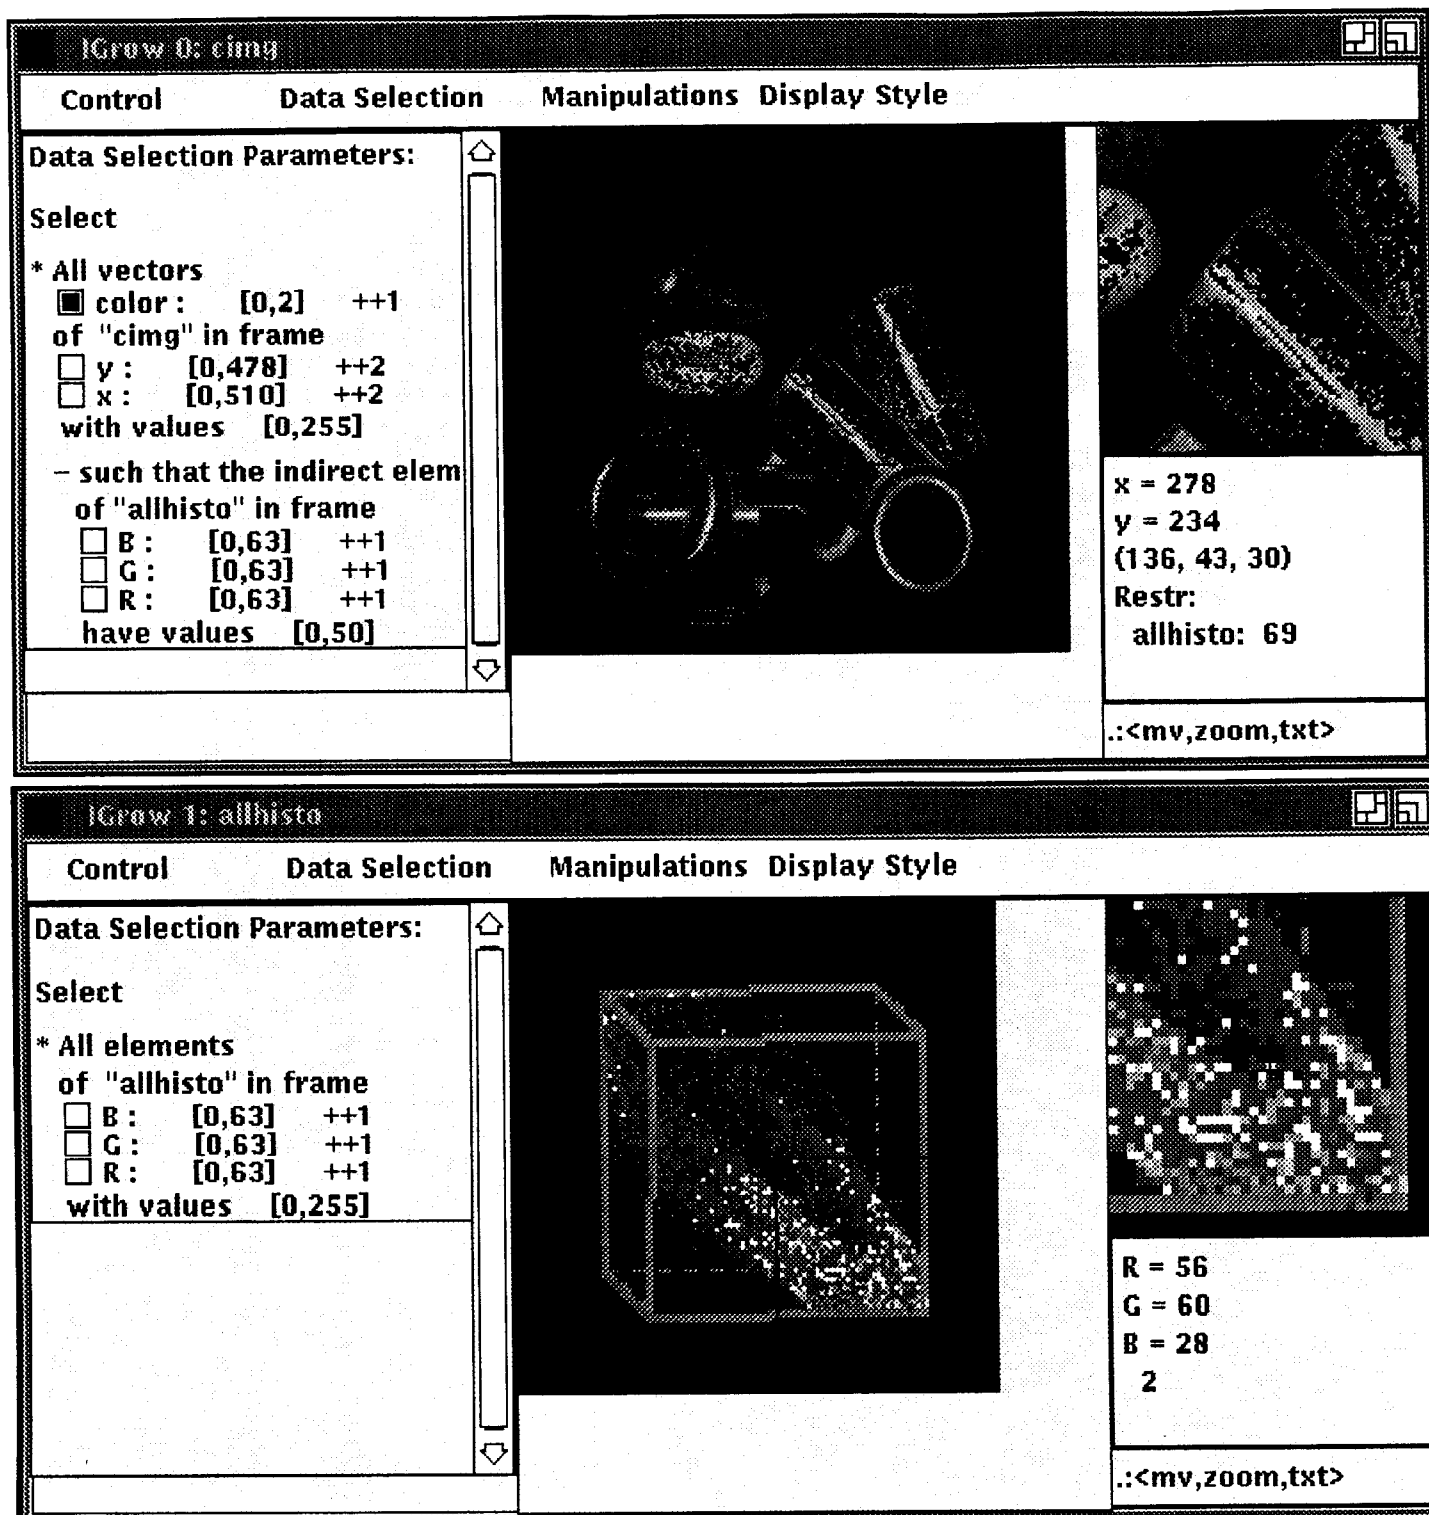 IGrow 0: cimg
Control Data Selection Manipulations Display Style
Data Selection Parameters:
Select
* All vectors
color : [0,2] ++1
of "cimg" in frame
y : [0,478] ++2
x : [0,510] ++2
with values [0,255]
– such that the indirect elem
of "allhisto" in frame
B : [0,63] ++1
G : [0,63] ++1
R : [0,63] ++1
have values [0,50]
x = 278
y = 234
(136, 43, 30)
Restr:
allhisto: 69
.:<mv,zoom,txt>
IGrow 1: allhisto
Control Data Selection Manipulations Display Style
Data Selection Parameters:
Select
* All elements
of "allhisto" in frame
B : [0,63] ++1
G : [0,63] ++1
R : [0,63] ++1
with values [0,255]
R = 56
G = 60
B = 28
2
.:<mv,zoom,txt>